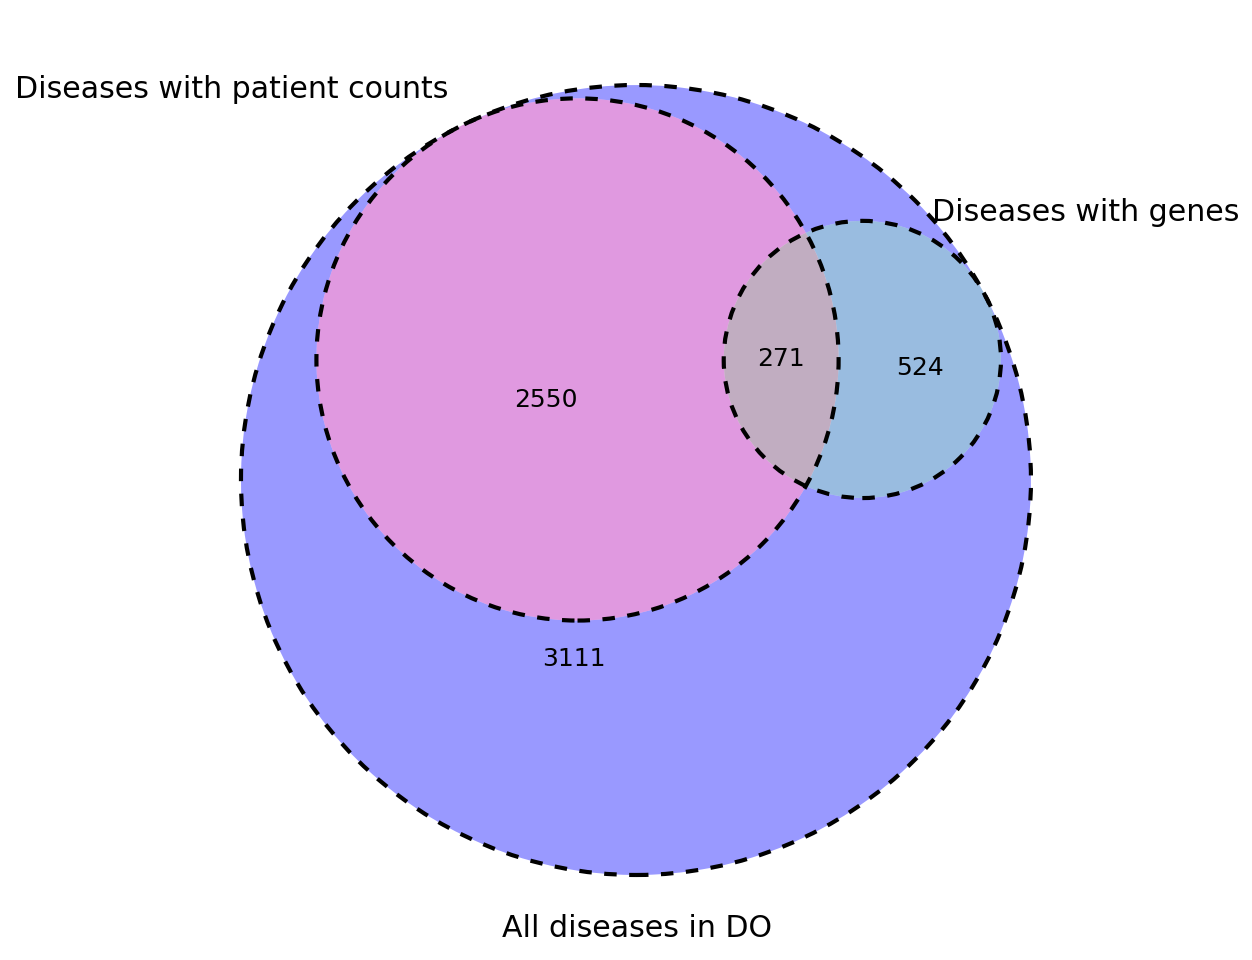 Diseases with patient counts
Diseases with genes
271
524
2550
3111
All diseases in DO